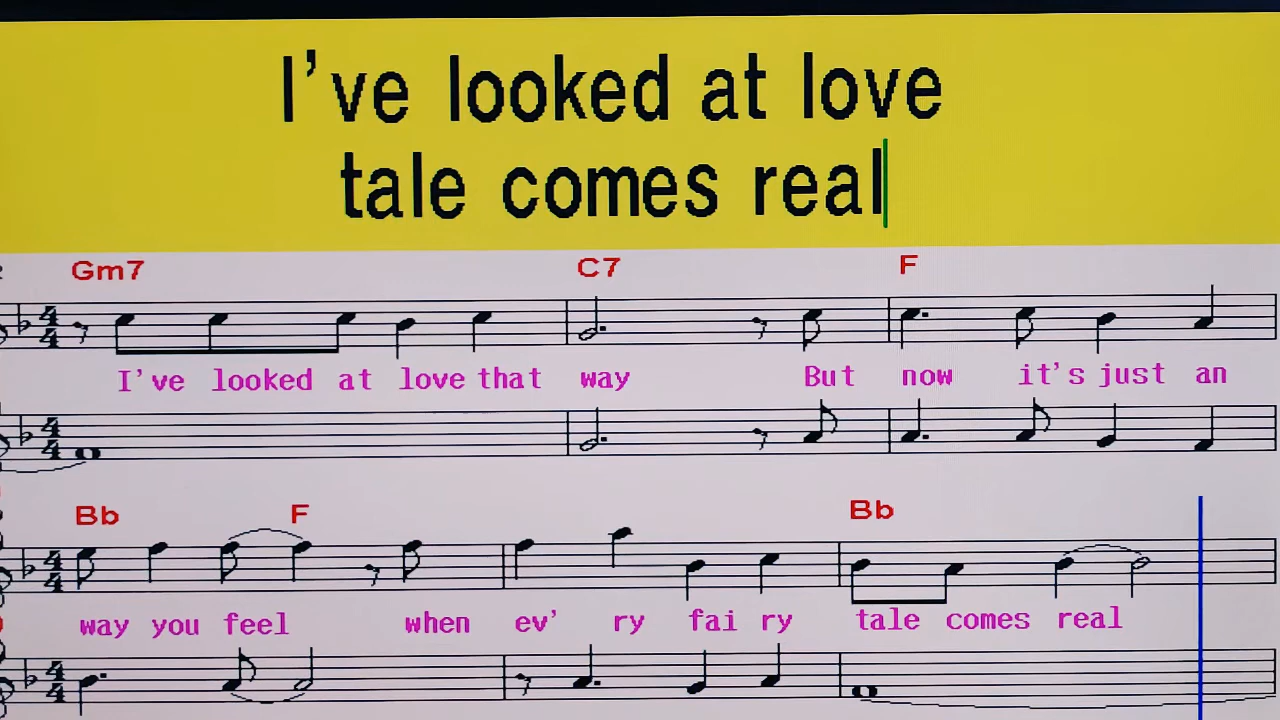 I've looked at love
tale comes real
Gm7 C7 F
I've looked at love that way But now it's just an
Bb F Bb
way you feel when ev' ry fai ry tale comes real